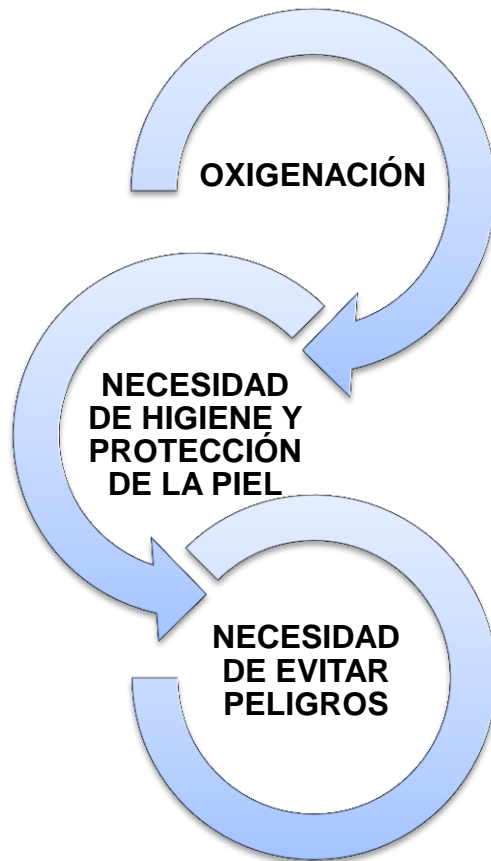 OXIGENACIÓN
NECESIDAD
DE HIGIENE Y
PROTECCIÓN
DE LA PIEL
NECESIDAD
DE EVITAR
PELIGROS